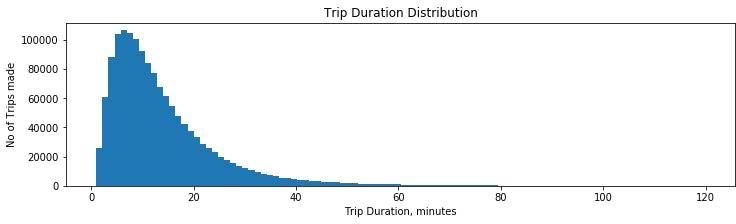 Trip Duration Distribution
No of Trips made
100000
80000
60000
40000
20000
0
0 20 40 60 80 100 120
Trip Duration, minutes